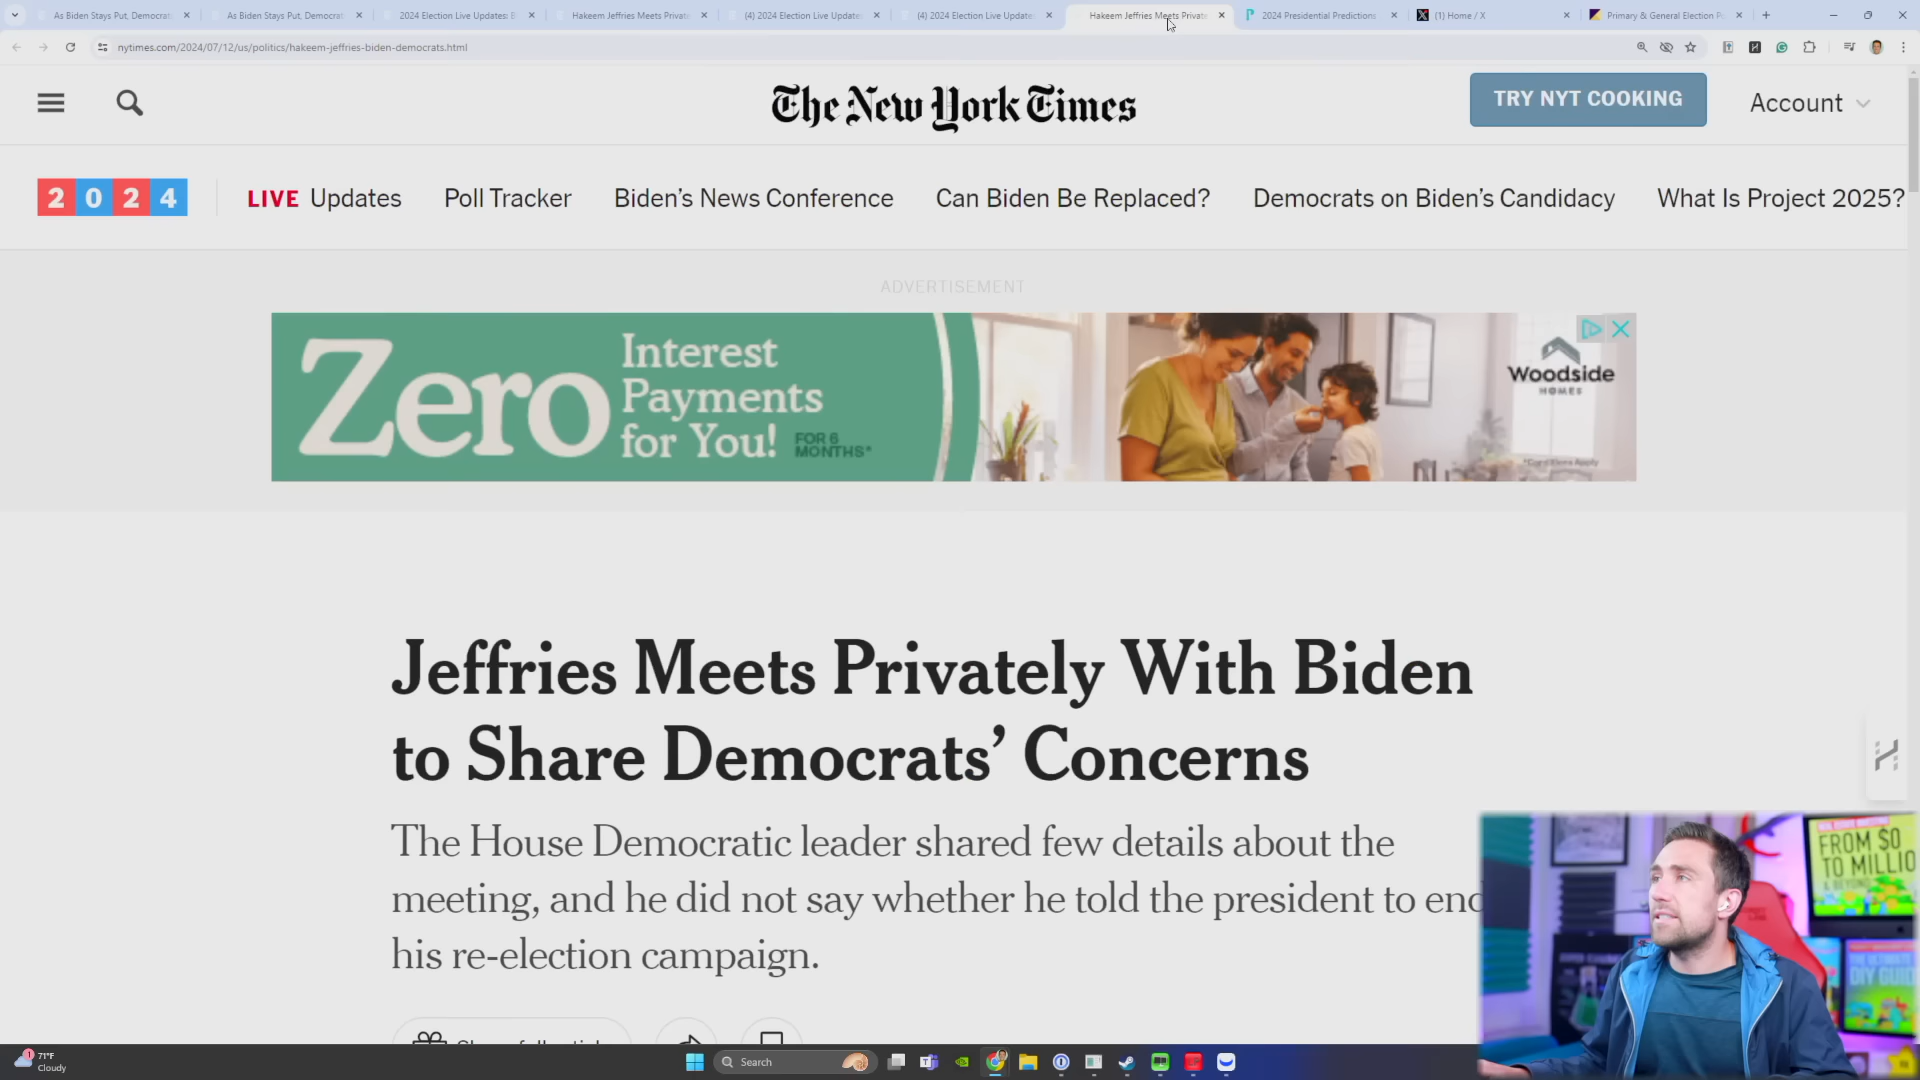 As Biden Stays Put, Democrat
As Biden Stays Put, Democrat
2024 Election Live Updates: B
Hakeem Jeffries Meets Privat
(4) 2024 Election Live Update
(4) 2024 Election Live Update
Hakeem Jeffries Meets Privat
2024 Presidential Predictions
(1) Home / X
Primary & General Election P
nytimes.com/2024/07/12/us/politics/hakeem-jeffries-biden-democrats.html
The New York Times
TRY NYT COOKING
Account
2024
LIVE Updates
Poll Tracker
Biden's News Conference
Can Biden Be Replaced?
Democrats on Biden's Candidacy
What Is Project 2025?
ADVERTISEMENT
Zero Interest
Payments
for You! FOR 6
MONTHS*
Woodside
HOMES
Jeffries Meets Privately With Biden
to Share Democrats' Concerns
The House Democratic leader shared few details about the
meeting, and he did not say whether he told the president to end
his re-election campaign.
FROM $0
TO MILLIO
& BEYOND
71°F
Cloudy
Search